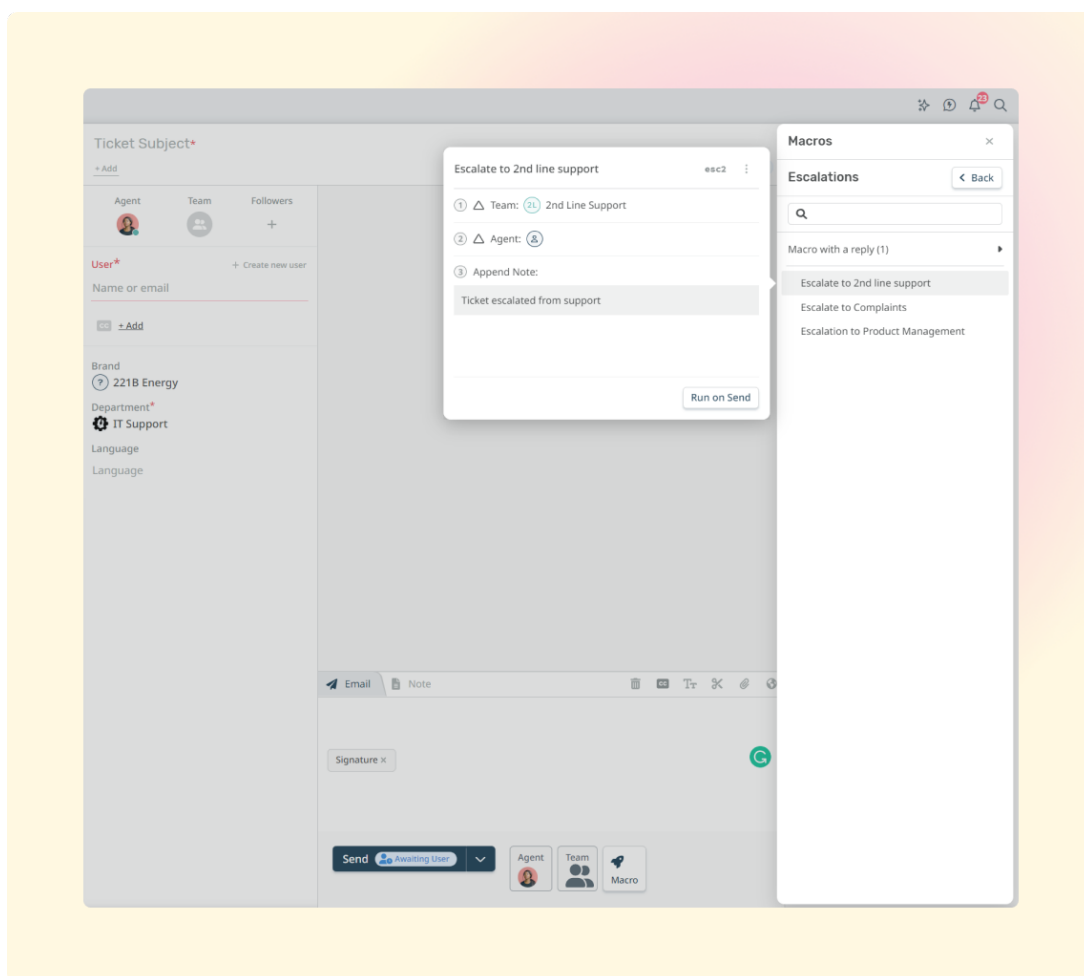 23
Ticket Subject*
+ Add
Agent Team Followers
User* + Create new user
Name or email
CC + Add
Brand
? 221B Energy
Department*
IT Support
Language
Language
Escalate to 2nd line support esc2
1 Team: 2L 2nd Line Support
2 Agent:
3 Append Note:
Ticket escalated from support
Run on Send
Macros
Escalations Back
Macro with a reply (1)
Escalate to 2nd line support
Escalate to Complaints
Escalation to Product Management
Email Note
CC
Signature ×
Send Awaiting User
Agent Team
Macro